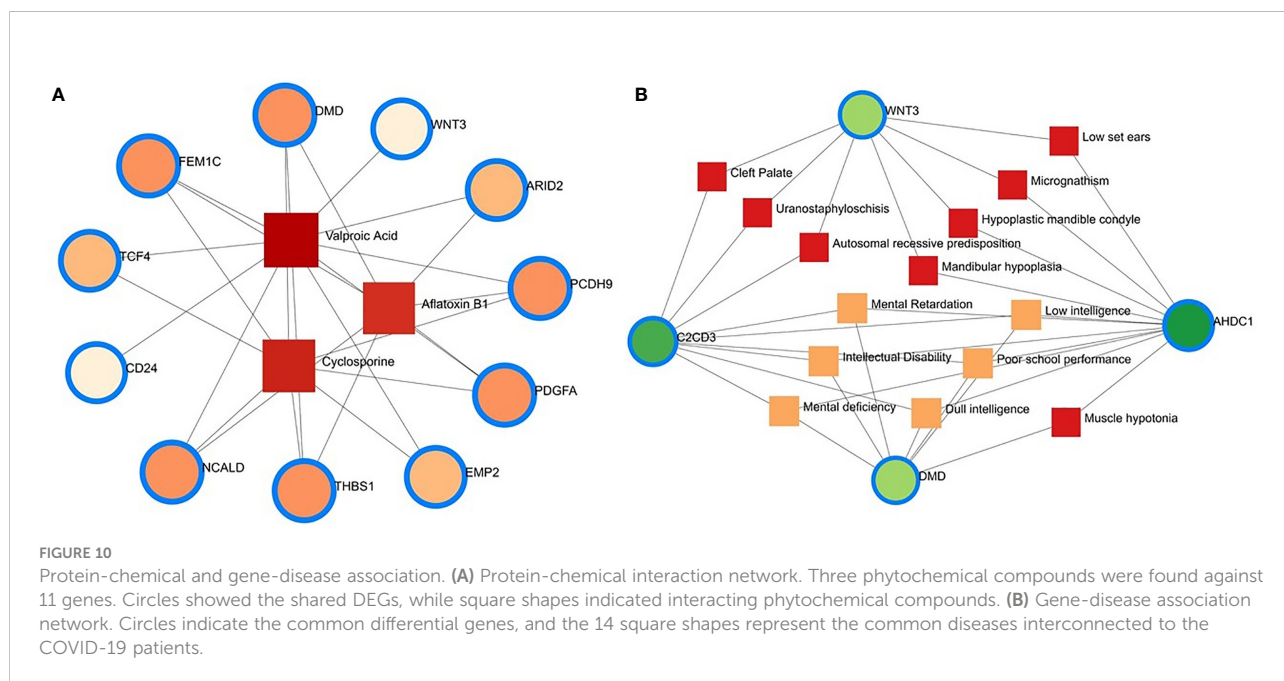 A
DMD
WNT3
FEM1C
ARID2
Valproic Acid
TCF4
PCDH9
Aflatoxin B1
Cyclosporine
CD24
PDGFA
NCALD
THBS1
EMP2
B
WNT3
Low set ears
Cleft Palate
Micrognathism
Uranostaphyloschisis
Hypoplastic mandible condyle
Autosomal recessive predisposition
Mandibular hypoplasia
Mental Retardation
Low intelligence
AHDC1
C2CD3
Intellectual Disability
Poor school performance
Mental deficiency
Dull intelligence
Muscle hypotonia
DMD
FIGURE 10
Protein-chemical and gene-disease association. (A) Protein-chemical interaction network. Three phytochemical compounds were found against
11 genes. Circles showed the shared DEGs, while square shapes indicated interacting phytochemical compounds. (B) Gene-disease association
network. Circles indicate the common differential genes, and the 14 square shapes represent the common diseases interconnected to the
COVID-19 patients.